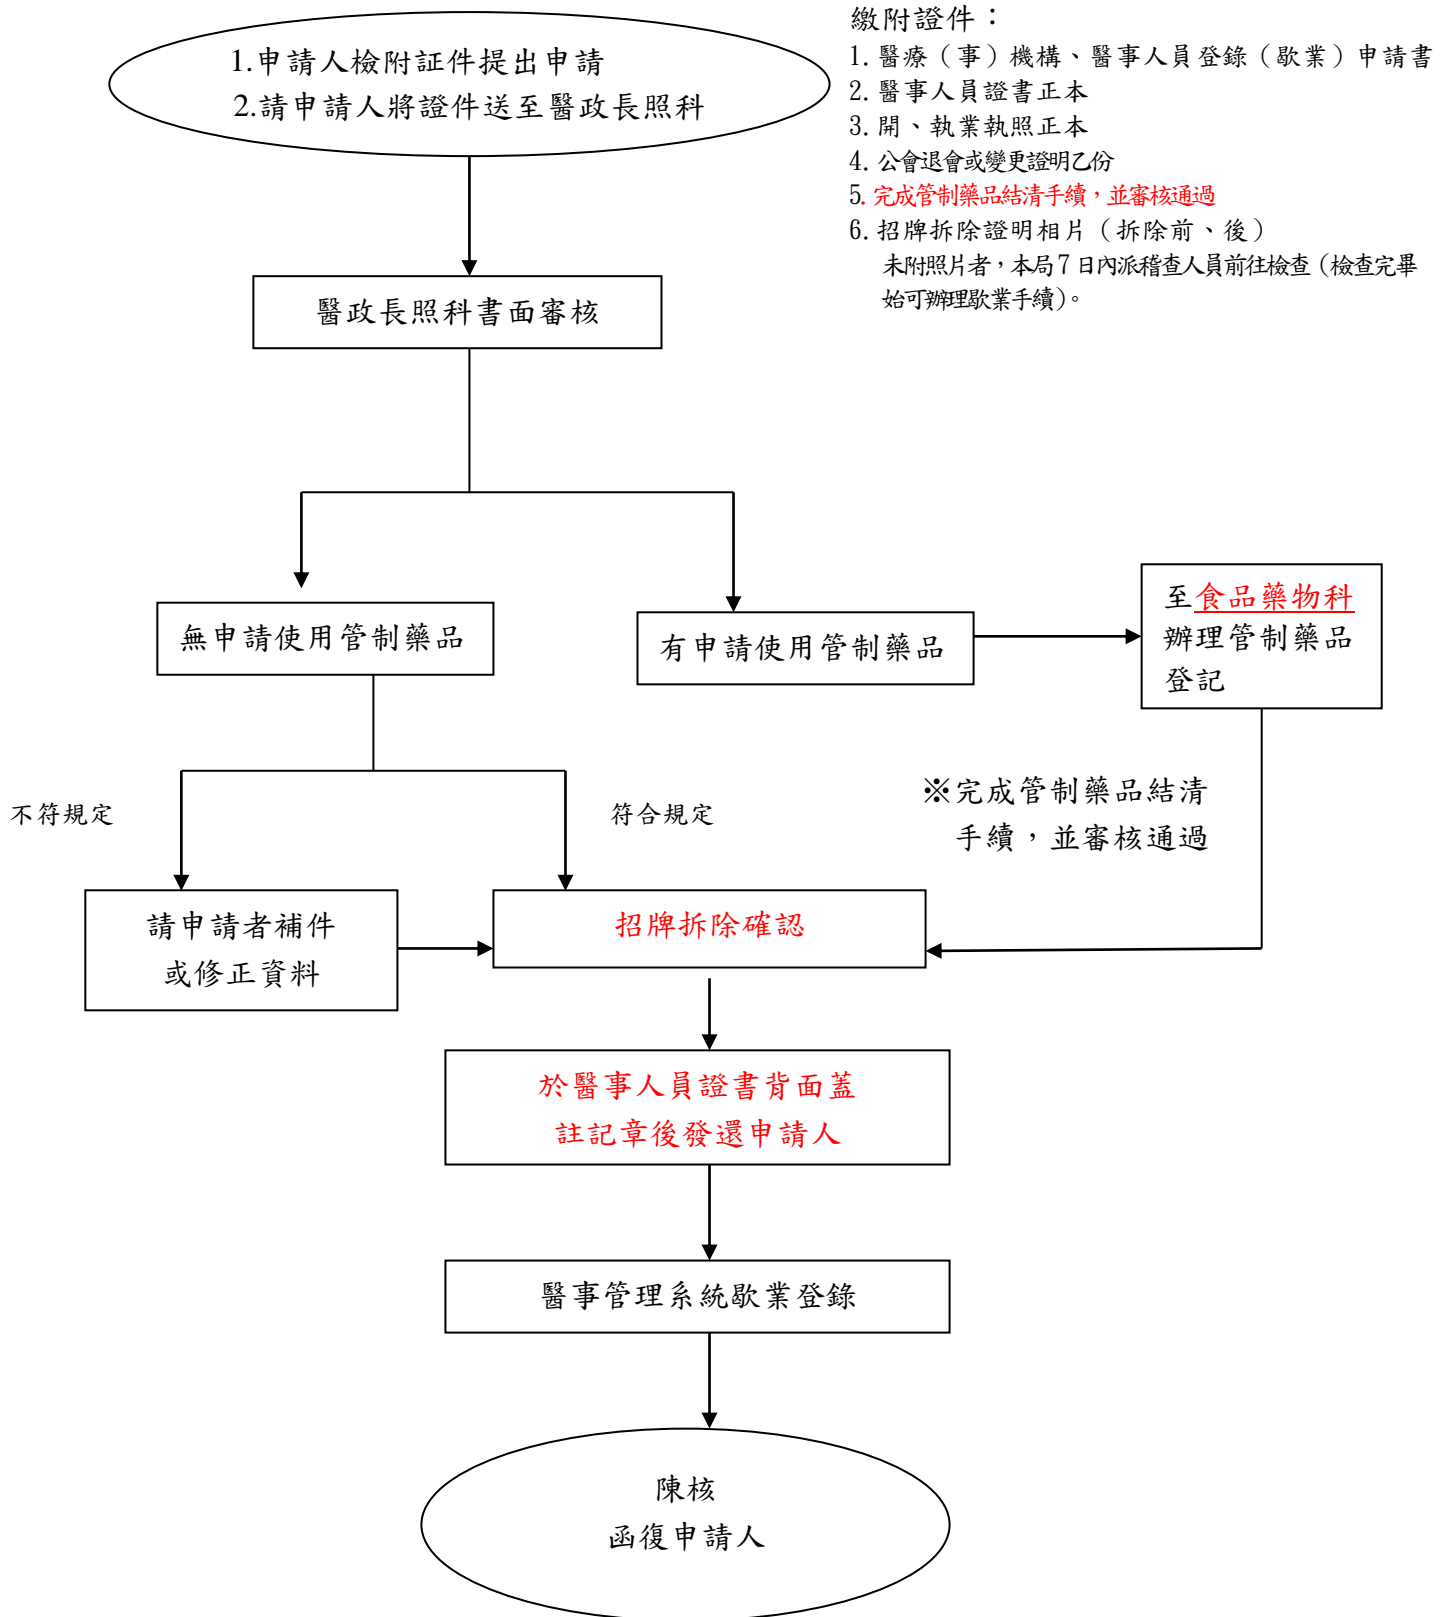 1.申請人檢附証件提出申請
2.請申請人將證件送至醫政長照科
繳附證件：
1. 醫療（事）機構、醫事人員登錄（歇業）申請書
2. 醫事人員證書正本
3. 開、執業執照正本
4. 公會退會或變更證明乙份
5. 完成管制藥品結清手續，並審核通過
6. 招牌拆除證明相片（拆除前、後）
未附照片者，本局7日內派稽查人員前往檢查（檢查完畢
始可辦理歇業手續）。
醫政長照科書面審核
無申請使用管制藥品
有申請使用管制藥品
至食品藥物科
辦理管制藥品
登記
不符規定
符合規定
※完成管制藥品結清
手續，並審核通過
請申請者補件
或修正資料
招牌拆除確認
於醫事人員證書背面蓋
註記章後發還申請人
醫事管理系統歇業登錄
陳核
函復申請人